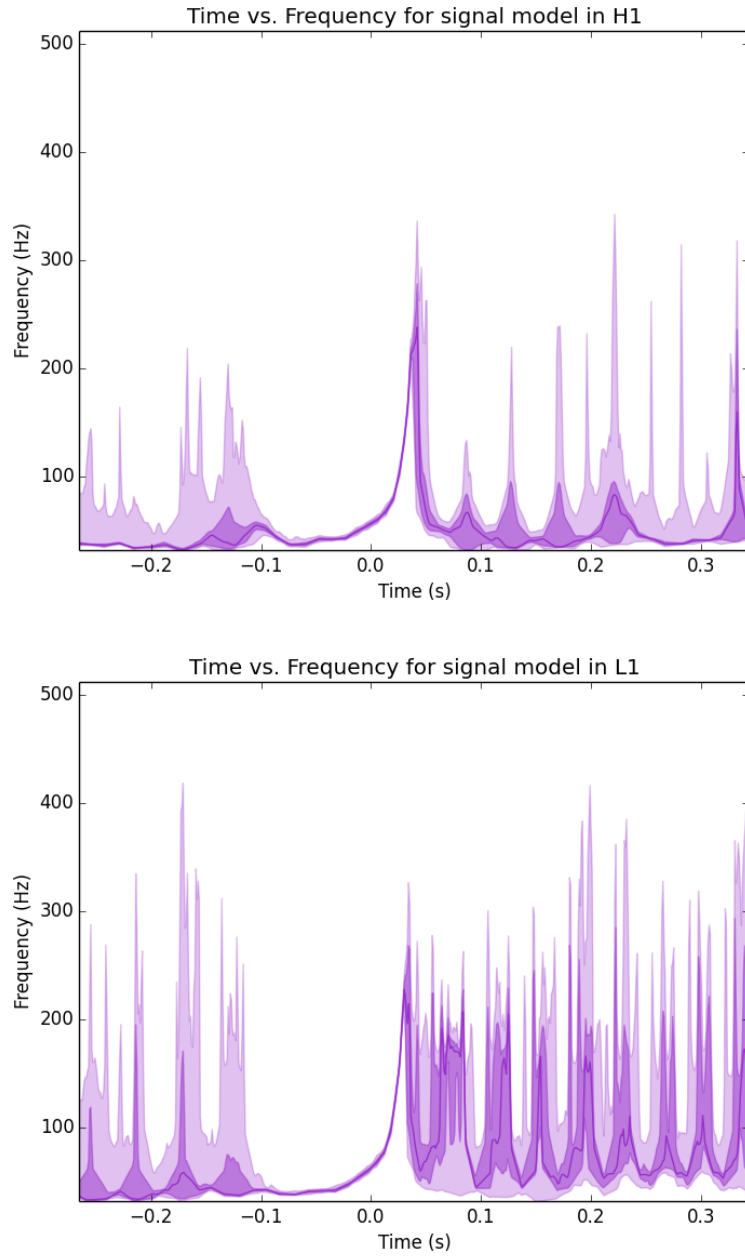 Time vs. Frequency for signal model in H1
500
400
300
200
100
Frequency (Hz)
−0.2 −0.1 0.0 0.1 0.2 0.3
Time (s)
Time vs. Frequency for signal model in L1
500
400
300
200
100
Frequency (Hz)
−0.2 −0.1 0.0 0.1 0.2 0.3
Time (s)